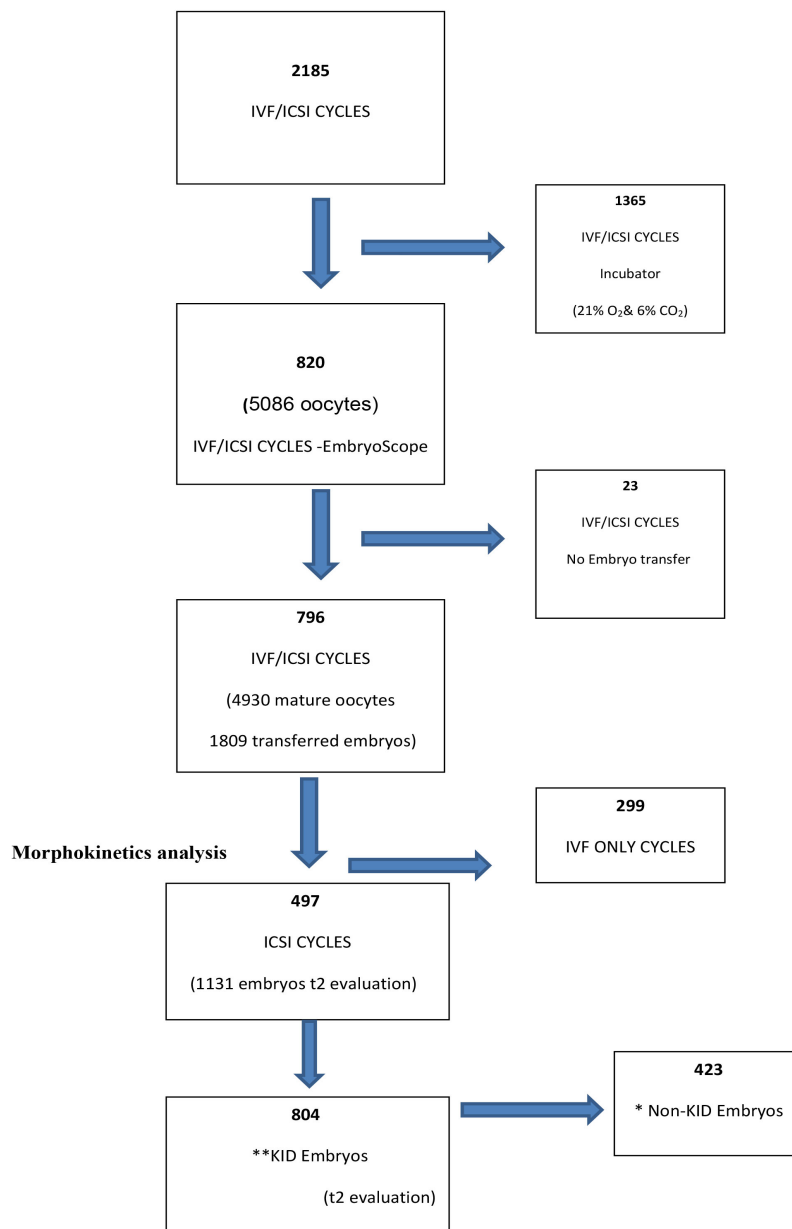 2185
IVF/ICSI CYCLES
1365
IVF/ICSI CYCLES
Incubator
(21% O₂& 6% CO₂)
820
(5086 oocytes)
IVF/ICSI CYCLES -EmbryoScope
23
IVF/ICSI CYCLES
No Embryo transfer
796
IVF/ICSI CYCLES
(4930 mature oocytes
1809 transferred embryos)
299
IVF ONLY CYCLES
Morphokinetics analysis
497
ICSI CYCLES
(1131 embryos t2 evaluation)
423
* Non-KID Embryos
804
**KID Embryos
(t2 evaluation)